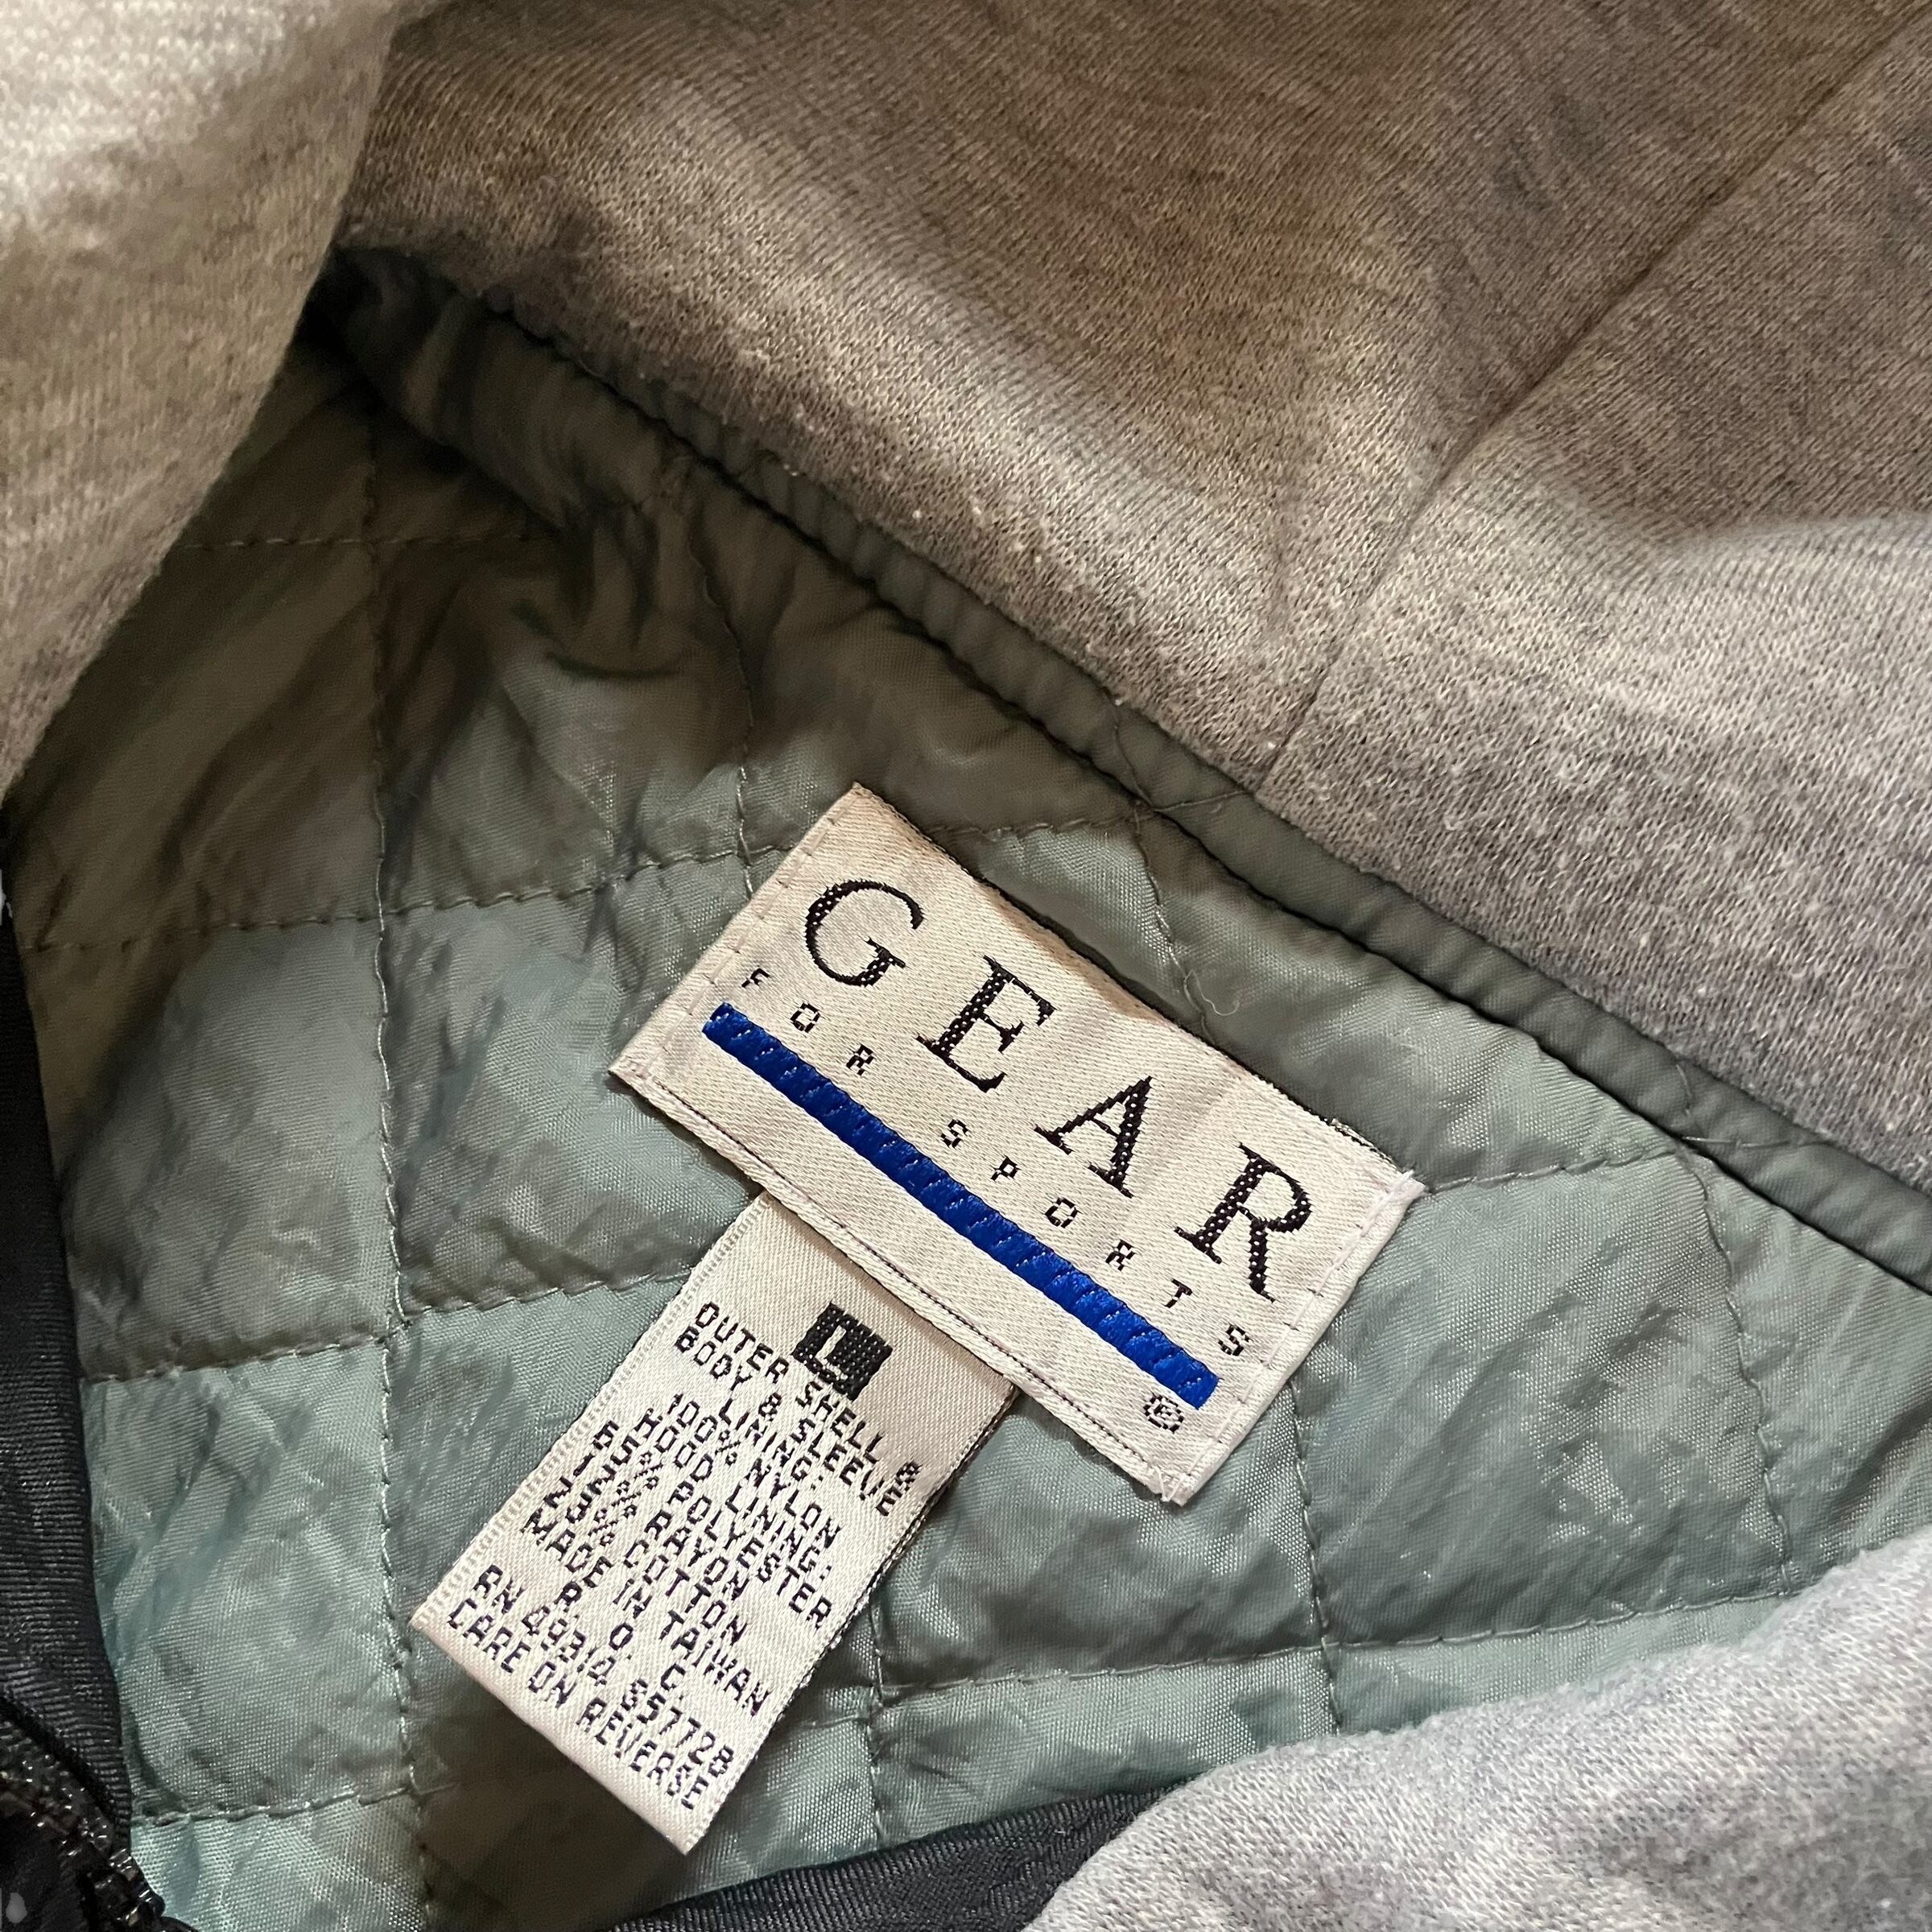 GEAR
FOR SPORTS
®
L
OUTER SHELL &
BODY & SLEEVE
LINING:
100% NYLON
HOOD LINING:
65% POLYESTER
12% RAYON
23% COTTON
MADE IN TAIWAN
R. O. C.
RN 49314 S57728
CARE ON REVERSE